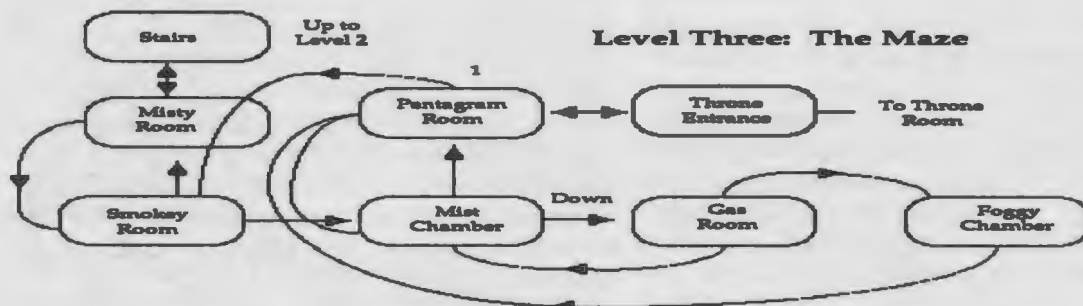 Level Three: The Maze
Stairs
Up to
Level 2
1
Misty
Room
Pentagram
Room
Throne
Entrance
To Throne
Room
Smokey
Room
Mist
Chamber
Down
Gas
Room
Foggy
Chamber